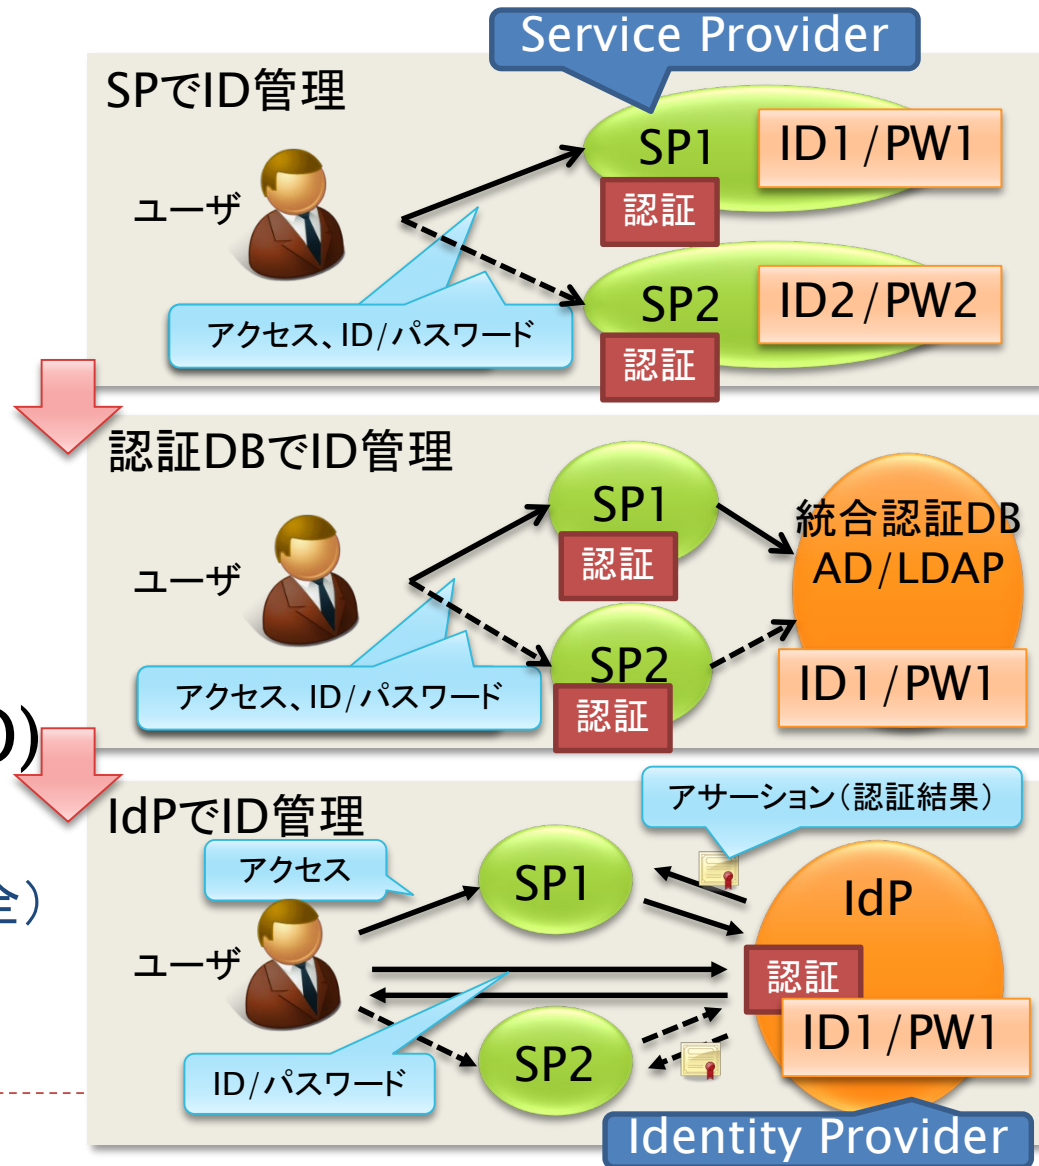 Service Provider
SPでID管理
SP1
ID1/PW1
認証
ユーザ
SP2
ID2/PW2
認証
アクセス、ID/パスワード
認証DBでID管理
SP1
認証
統合認証DB
AD/LDAP
ユーザ
SP2
認証
ID1/PW1
アクセス、ID/パスワード
)
IdPでID管理
アサーション（認証結果）
アクセス
SP1
IdP
全）
ユーザ
認証
ID1/PW1
SP2
ID/パスワード
Identity Provider